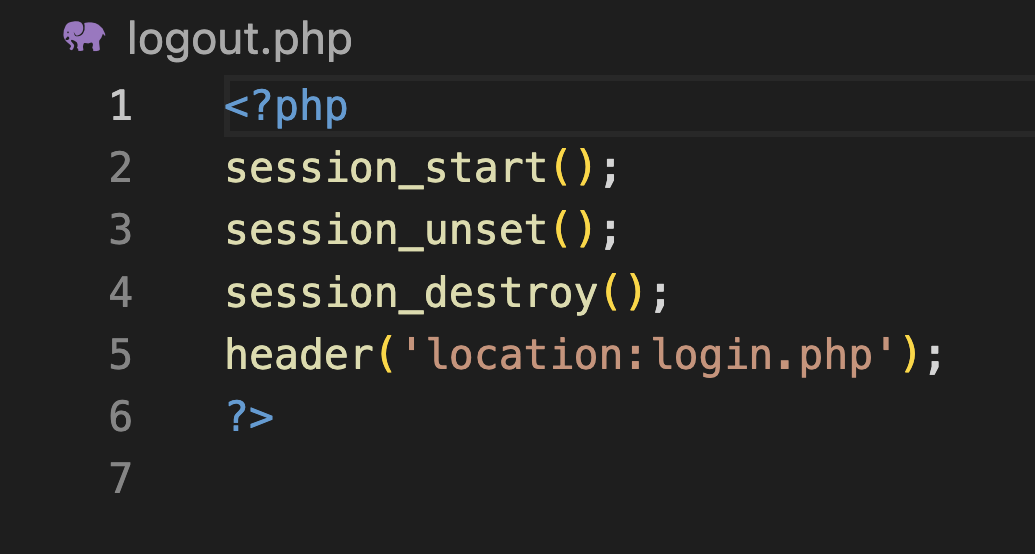 logout.php
1 <?php
2 session_start();
3 session_unset();
4 session_destroy();
5 header('location:login.php');
6 ?>
7